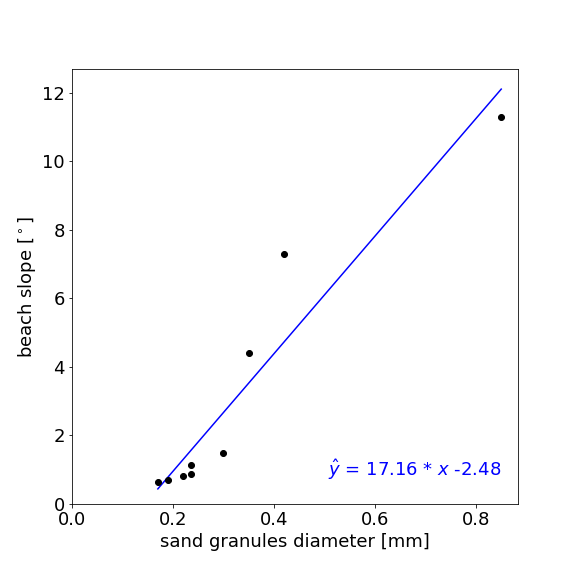 12
10
8
6
4
2
0
beach slope [°]
ŷ = 17.16 * x -2.48
0.0 0.2 0.4 0.6 0.8
sand granules diameter [mm]